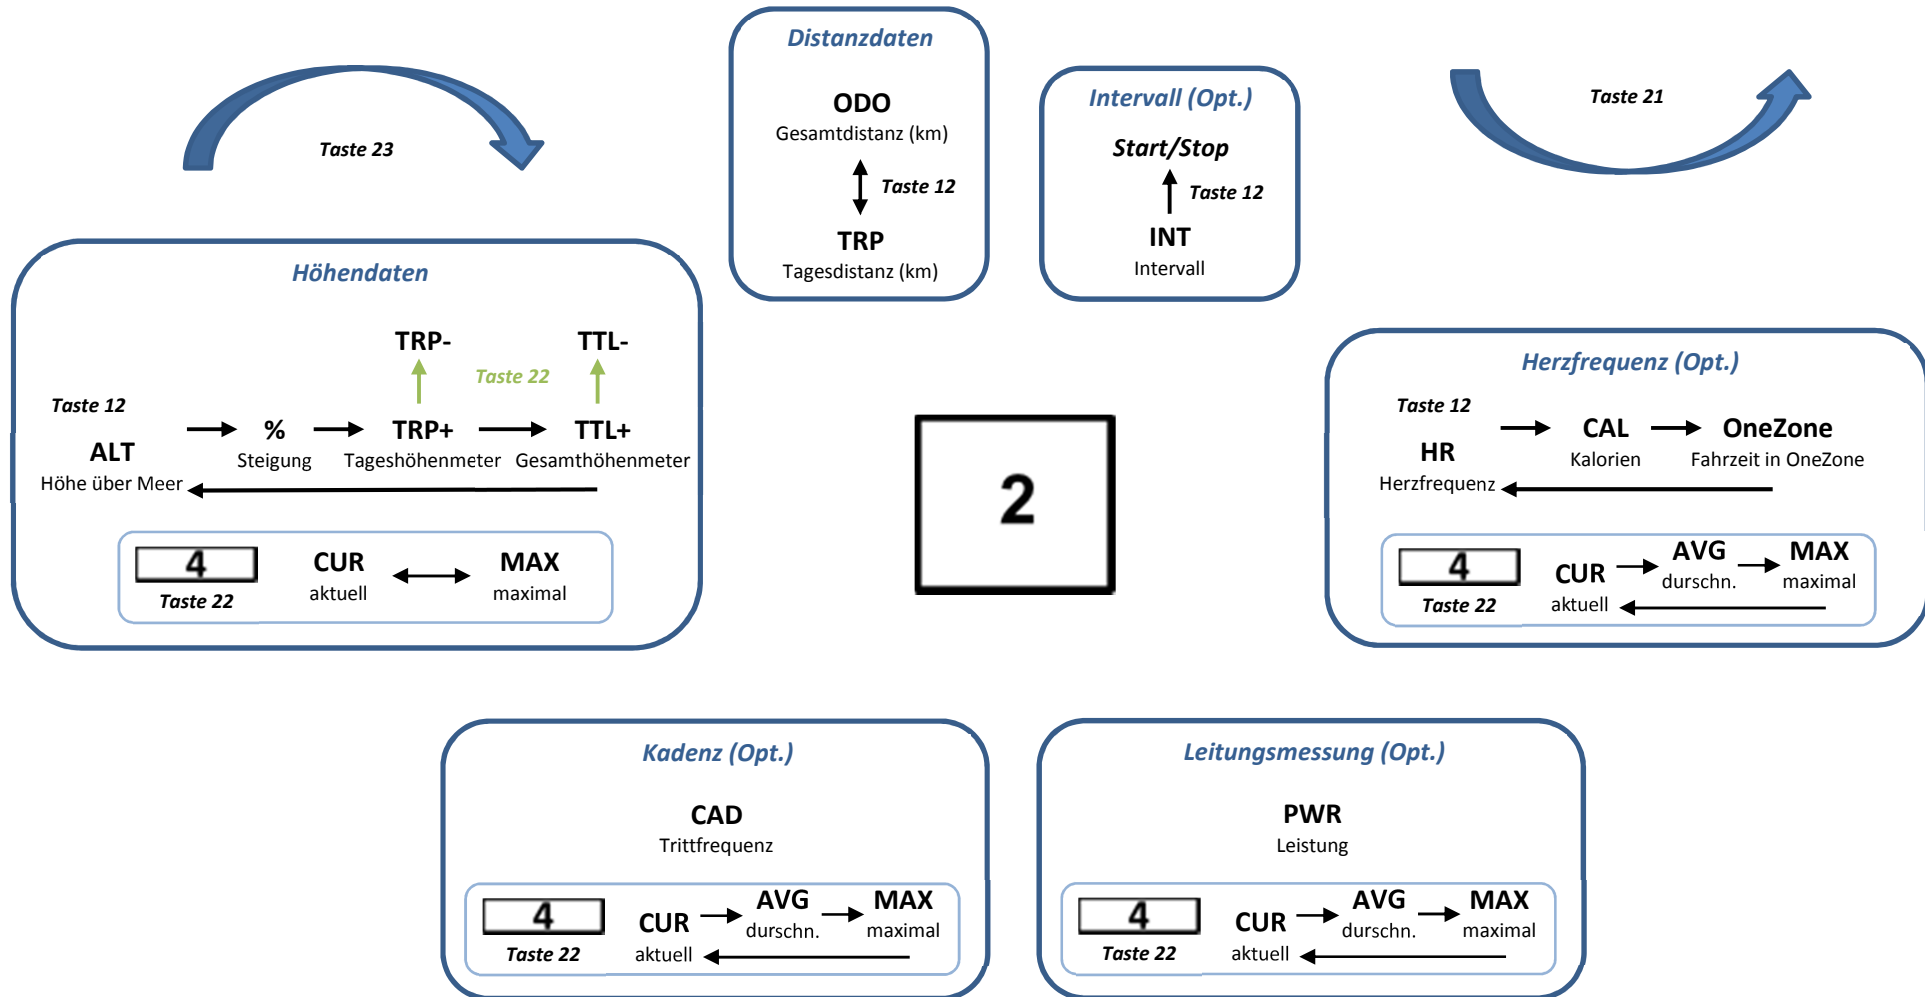 Distanzdaten
ODO
Gesamtdistanz (km)
Taste 12
TRP
Tagesdistanz (km)
Intervall (Opt.)
Start/Stop
Taste 12
INT
Intervall
Taste 23
Taste 21
Höhendaten
TRP-
TTL-
Taste 22
Taste 12
ALT
Höhe über Meer
%
Steigung
TRP+
Tageshöhenmeter
TTL+
Gesamthöhenmeter
4
Taste 22
CUR
aktuell
MAX
maximal
2
Herzfrequenz (Opt.)
Taste 12
HR
Herzfrequenz
CAL
Kalorien
OneZone
Fahrzeit in OneZone
4
Taste 22
CUR
aktuell
AVG
durschn.
MAX
maximal
Kadenz (Opt.)
CAD
Trittfrequenz
4
Taste 22
CUR
aktuell
AVG
durschn.
MAX
maximal
Leitungsmessung (Opt.)
PWR
Leistung
4
Taste 22
CUR
aktuell
AVG
durschn.
MAX
maximal